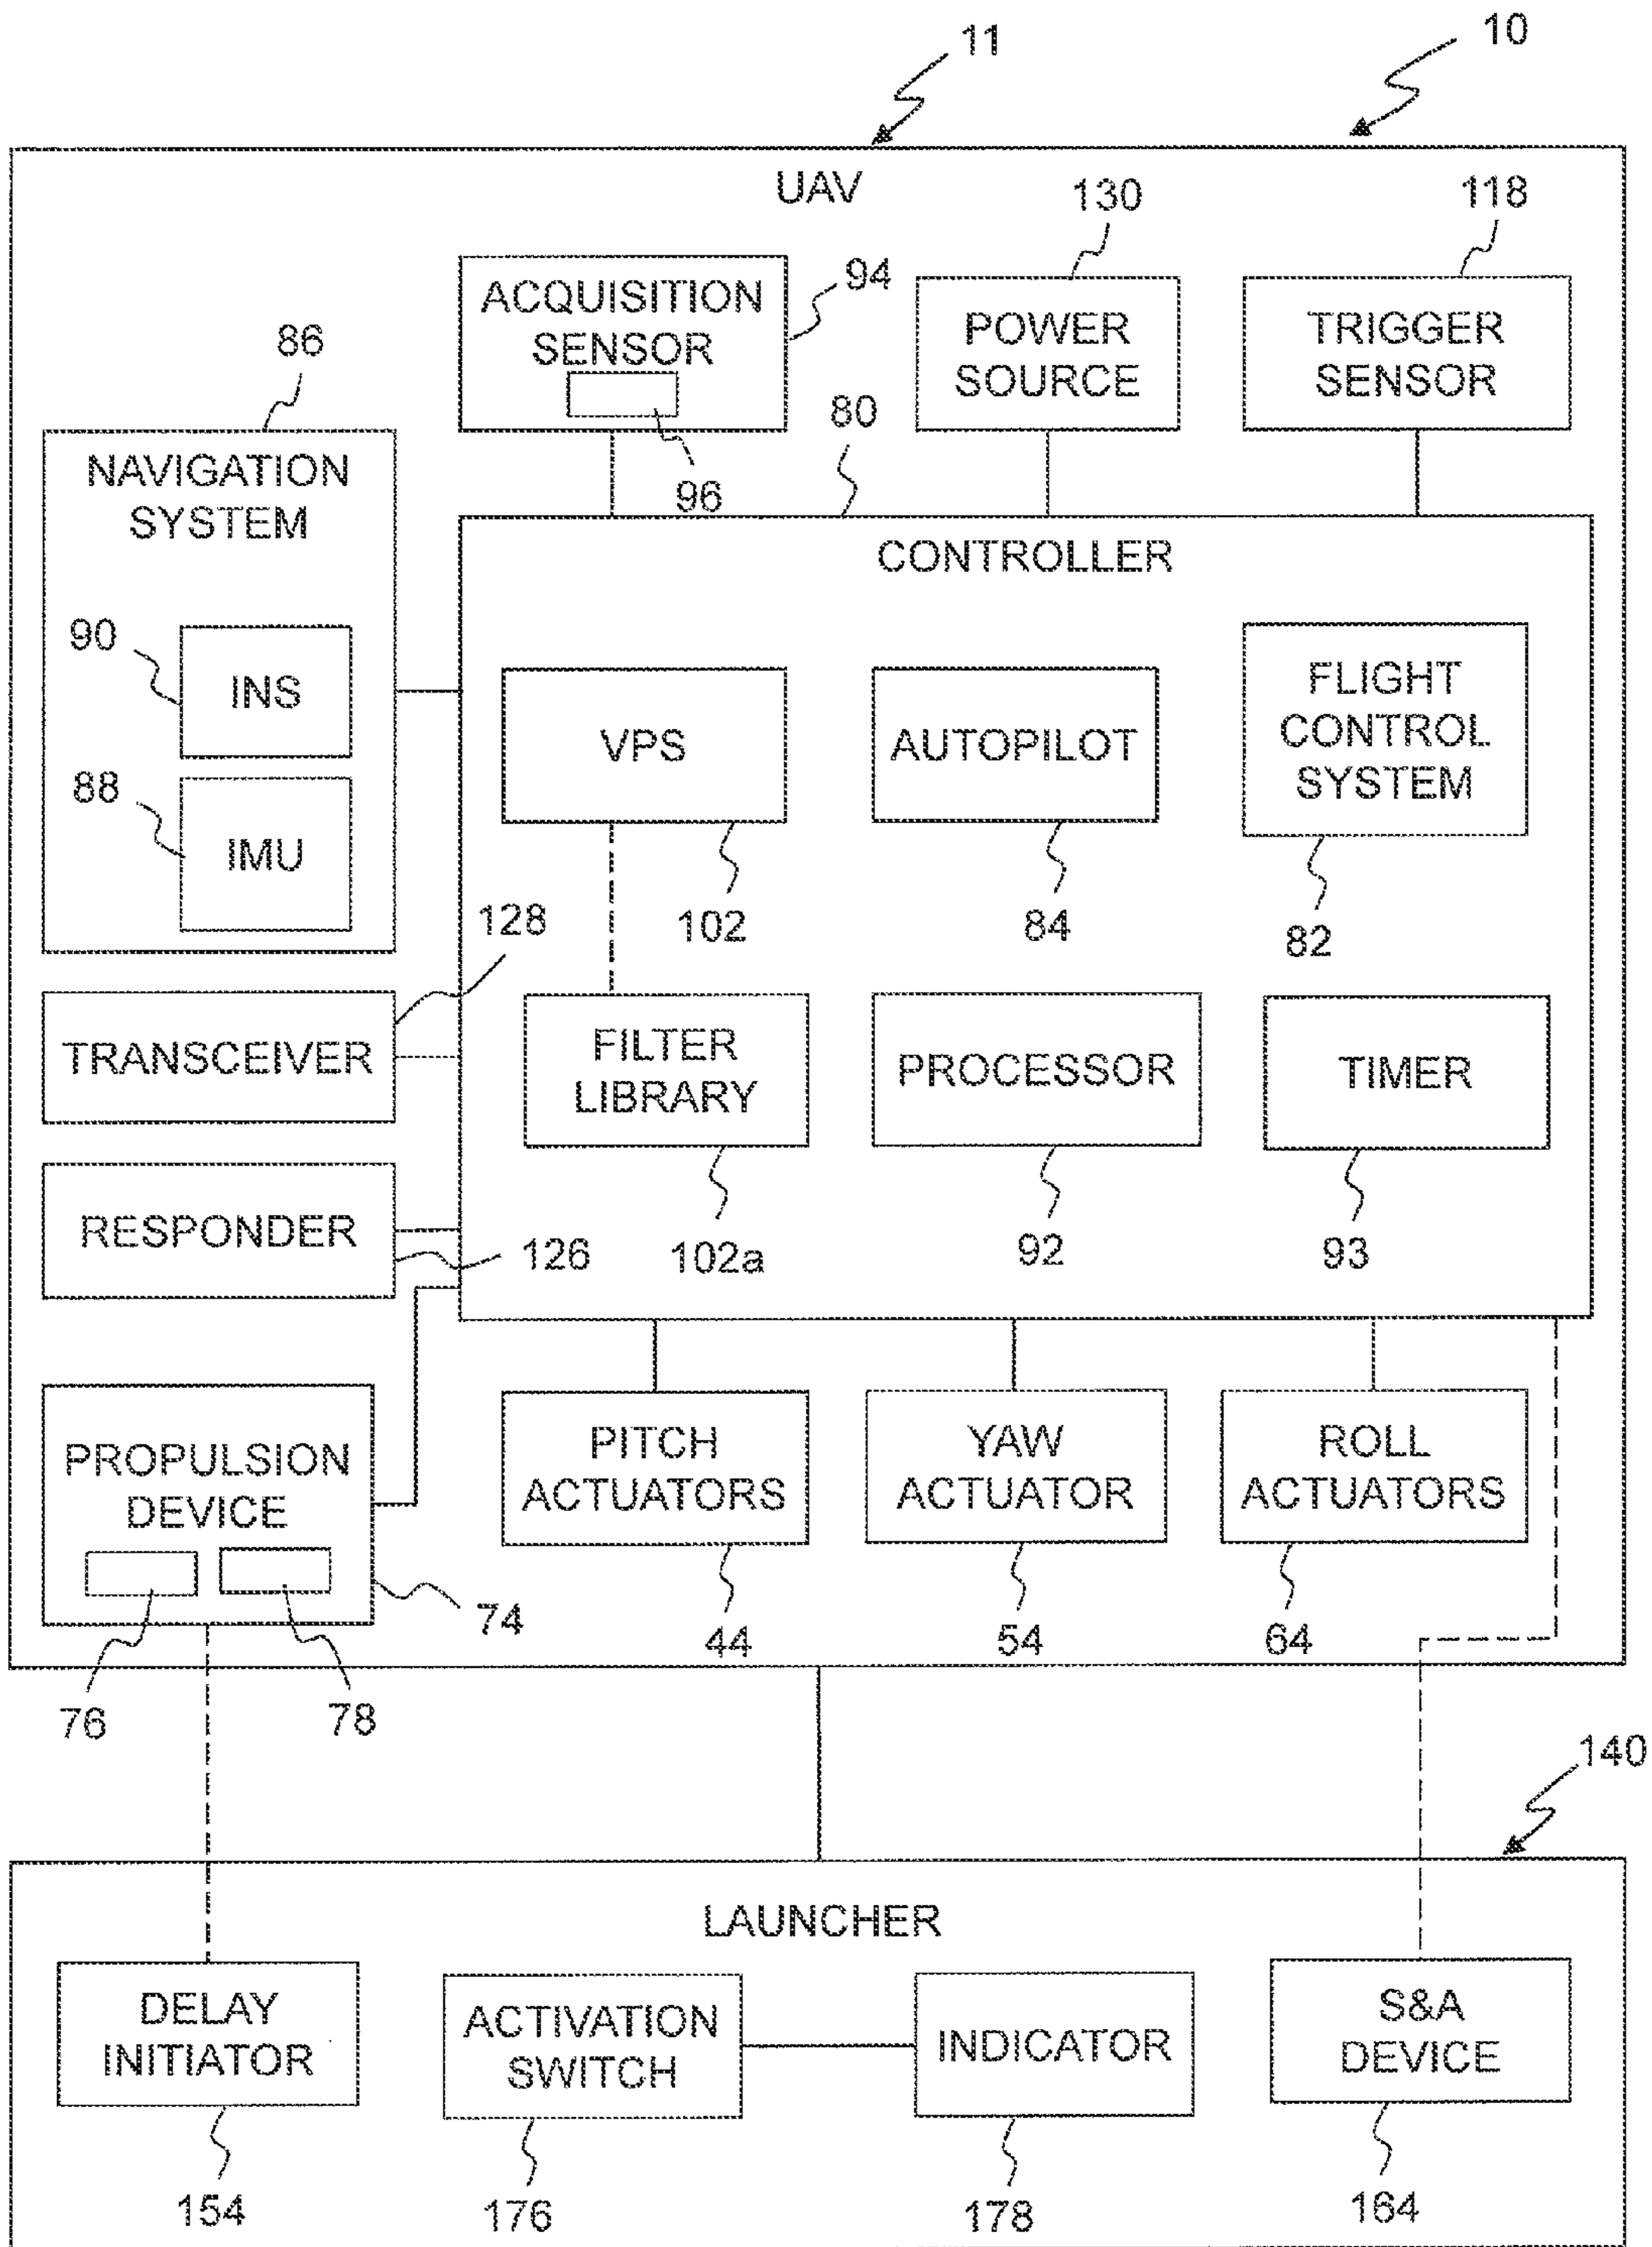 11
10
UAV
130
118
ACQUISITION
SENSOR
94
POWER
SOURCE
TRIGGER
SENSOR
86
80
96
NAVIGATION
SYSTEM
CONTROLLER
90
INS
88
IMU
VPS
AUTOPILOT
FLIGHT
CONTROL
SYSTEM
102
84
82
128
TRANSCEIVER
FILTER
LIBRARY
PROCESSOR
TIMER
RESPONDER
126
102a
92
93
PROPULSION
DEVICE
PITCH
ACTUATORS
YAW
ACTUATOR
ROLL
ACTUATORS
74
44
54
64
76
78
140
LAUNCHER
DELAY
INITIATOR
ACTIVATION
SWITCH
INDICATOR
S&A
DEVICE
154
176
178
164